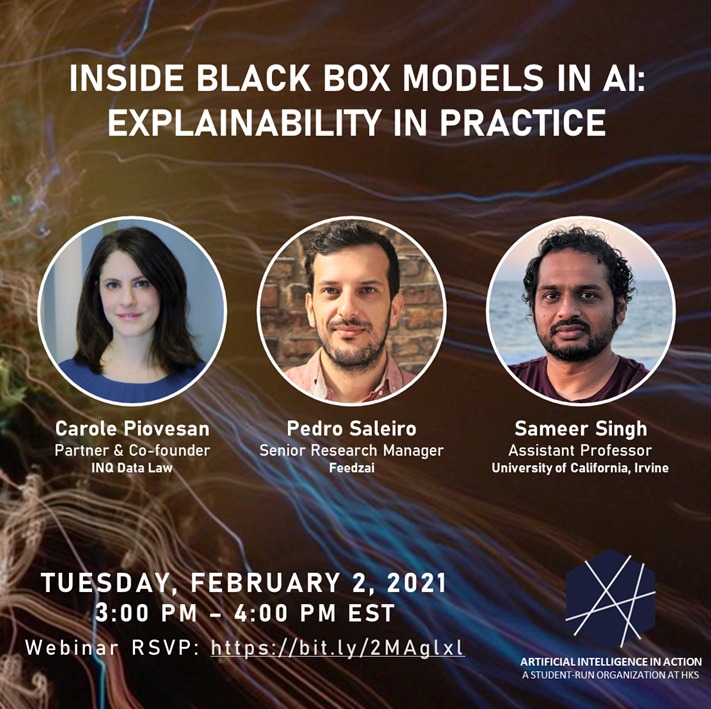 INSIDE BLACK BOX MODELS IN AI:
EXPLAINABILITY IN PRACTICE
Carole Piovesan
Partner & Co-founder
INQ Data Law
Pedro Saleiro
Senior Research Manager
Feedzai
Sameer Singh
Assistant Professor
University of California, Irvine
TUESDAY, FEBRUARY 2, 2021
3:00 PM – 4:00 PM EST
Webinar RSVP: https://bit.ly/2MAglxl
ARTIFICIAL INTELLIGENCE IN ACTION
A STUDENT-RUN ORGANIZATION AT HKS